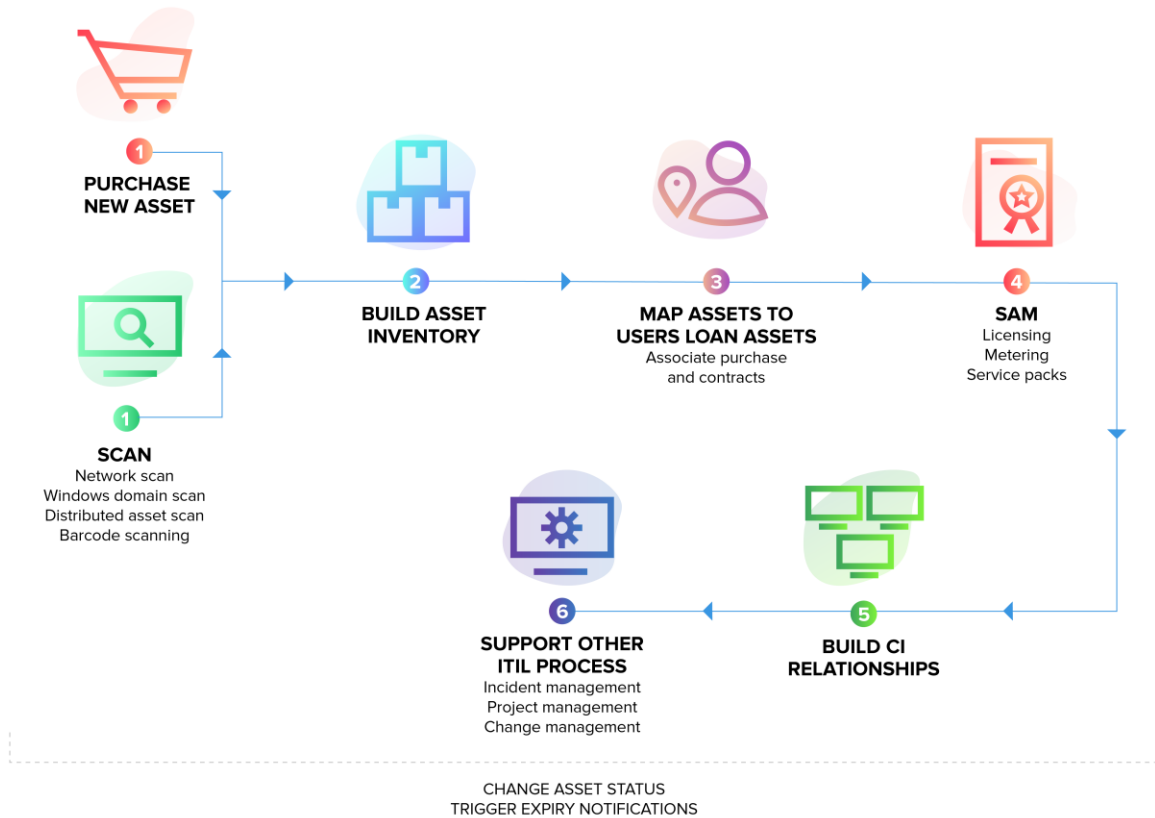 1
PURCHASE
NEW ASSET
1
SCAN
Network scan
Windows domain scan
Distributed asset scan
Barcode scanning
2
BUILD ASSET
INVENTORY
3
MAP ASSETS TO
USERS LOAN ASSETS
Associate purchase
and contracts
4
SAM
Licensing
Metering
Service packs
5
BUILD CI
RELATIONSHIPS
6
SUPPORT OTHER
ITIL PROCESS
Incident management
Project management
Change management
CHANGE ASSET STATUS
TRIGGER EXPIRY NOTIFICATIONS